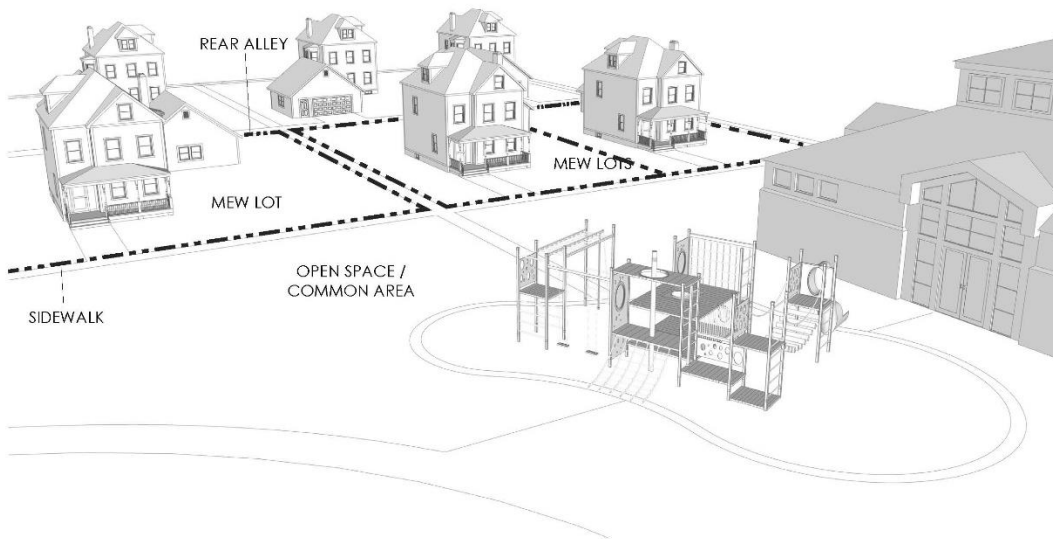 REAR ALLEY
MEW LOTS
MEW LOT
OPEN SPACE /
COMMON AREA
SIDEWALK